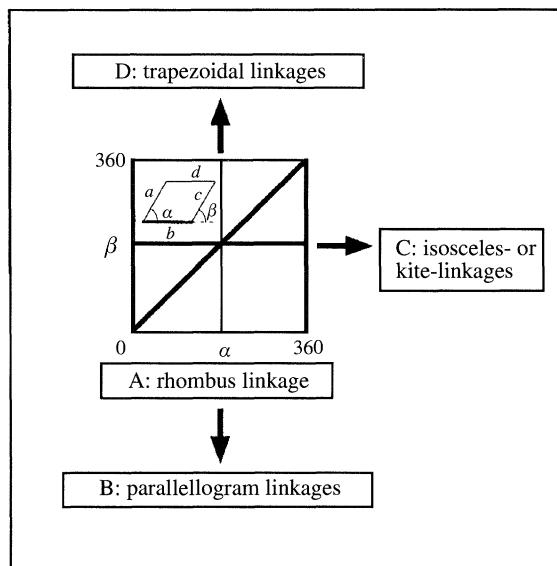 D: trapezoidal linkages
360
d
a
c
α
β
b
β
C: isosceles- or
kite-linkages
0
α
360
A: rhombus linkage
B: parallellogram linkages